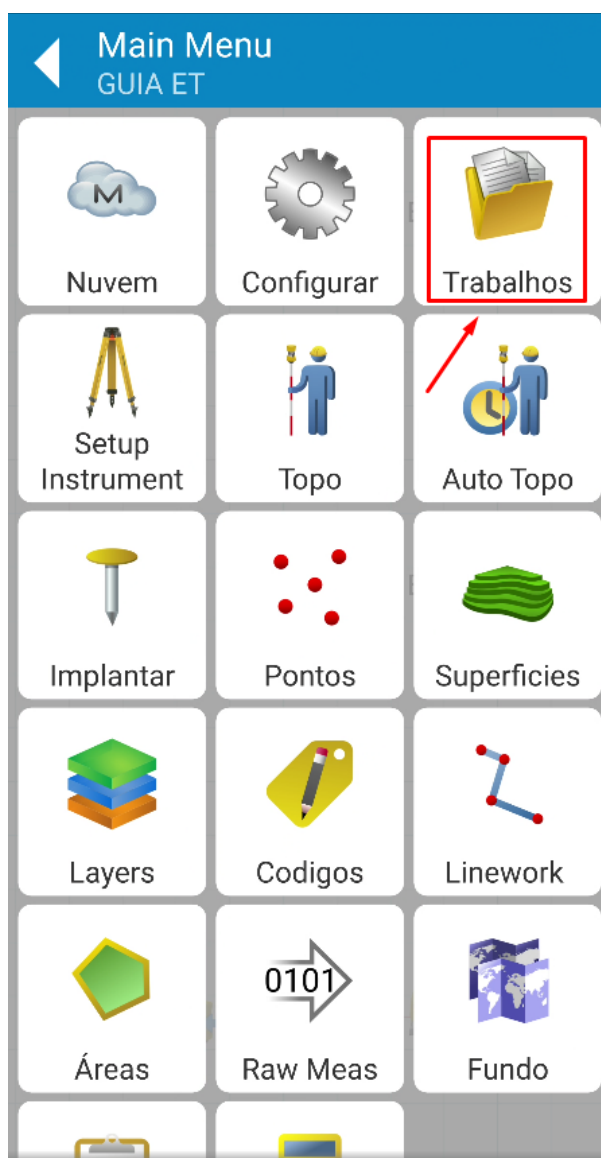 Main Menu
GUIA ET
M
Nuvem
Configurar
Trabalhos
Setup
Instrument
Topo
Auto Topo
Implantar
Pontos
Superficies
Layers
Codigos
Linework
Áreas
0101
Raw Meas
Fundo